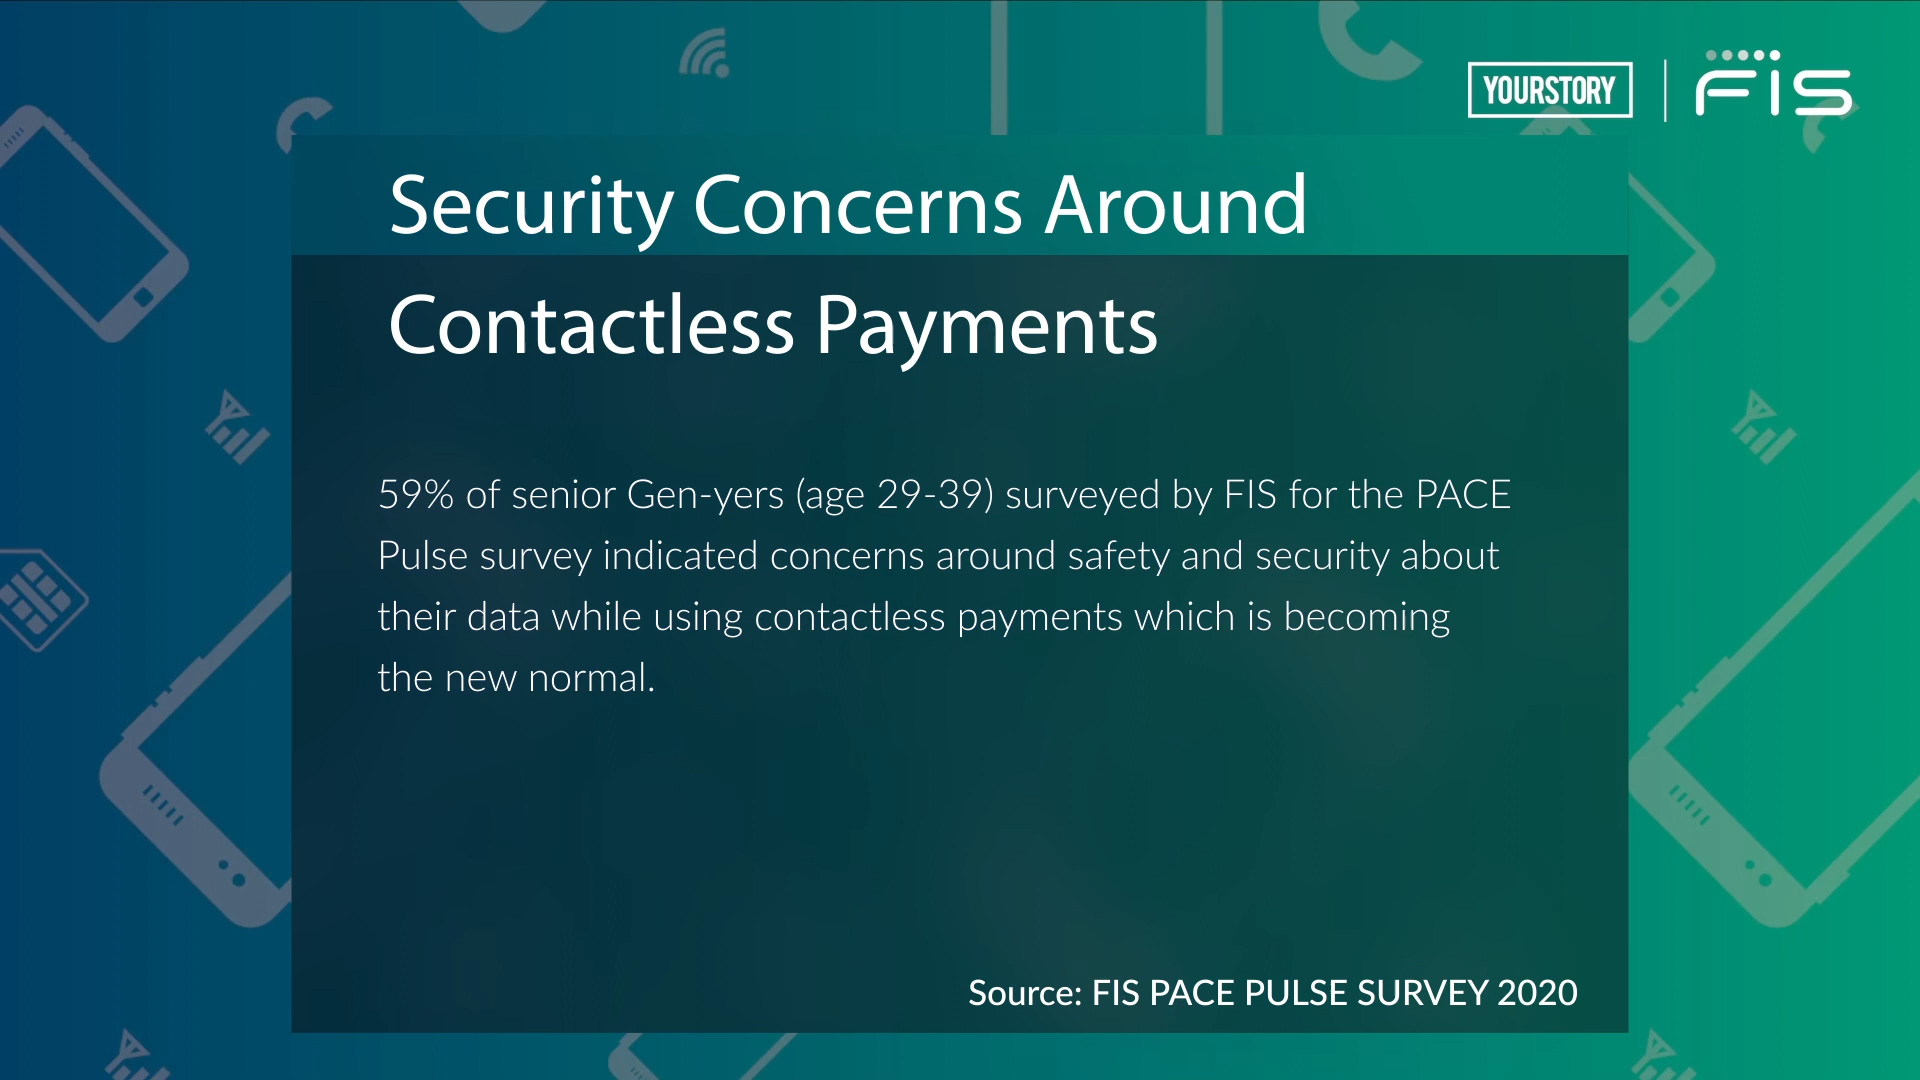 YOURSTORY
FIS
Security Concerns Around
Contactless Payments
59% of senior Gen-yers (age 29-39) surveyed by FIS for the PACE
Pulse survey indicated concerns around safety and security about
their data while using contactless payments which is becoming
the new normal.
Source: FIS PACE PULSE SURVEY 2020